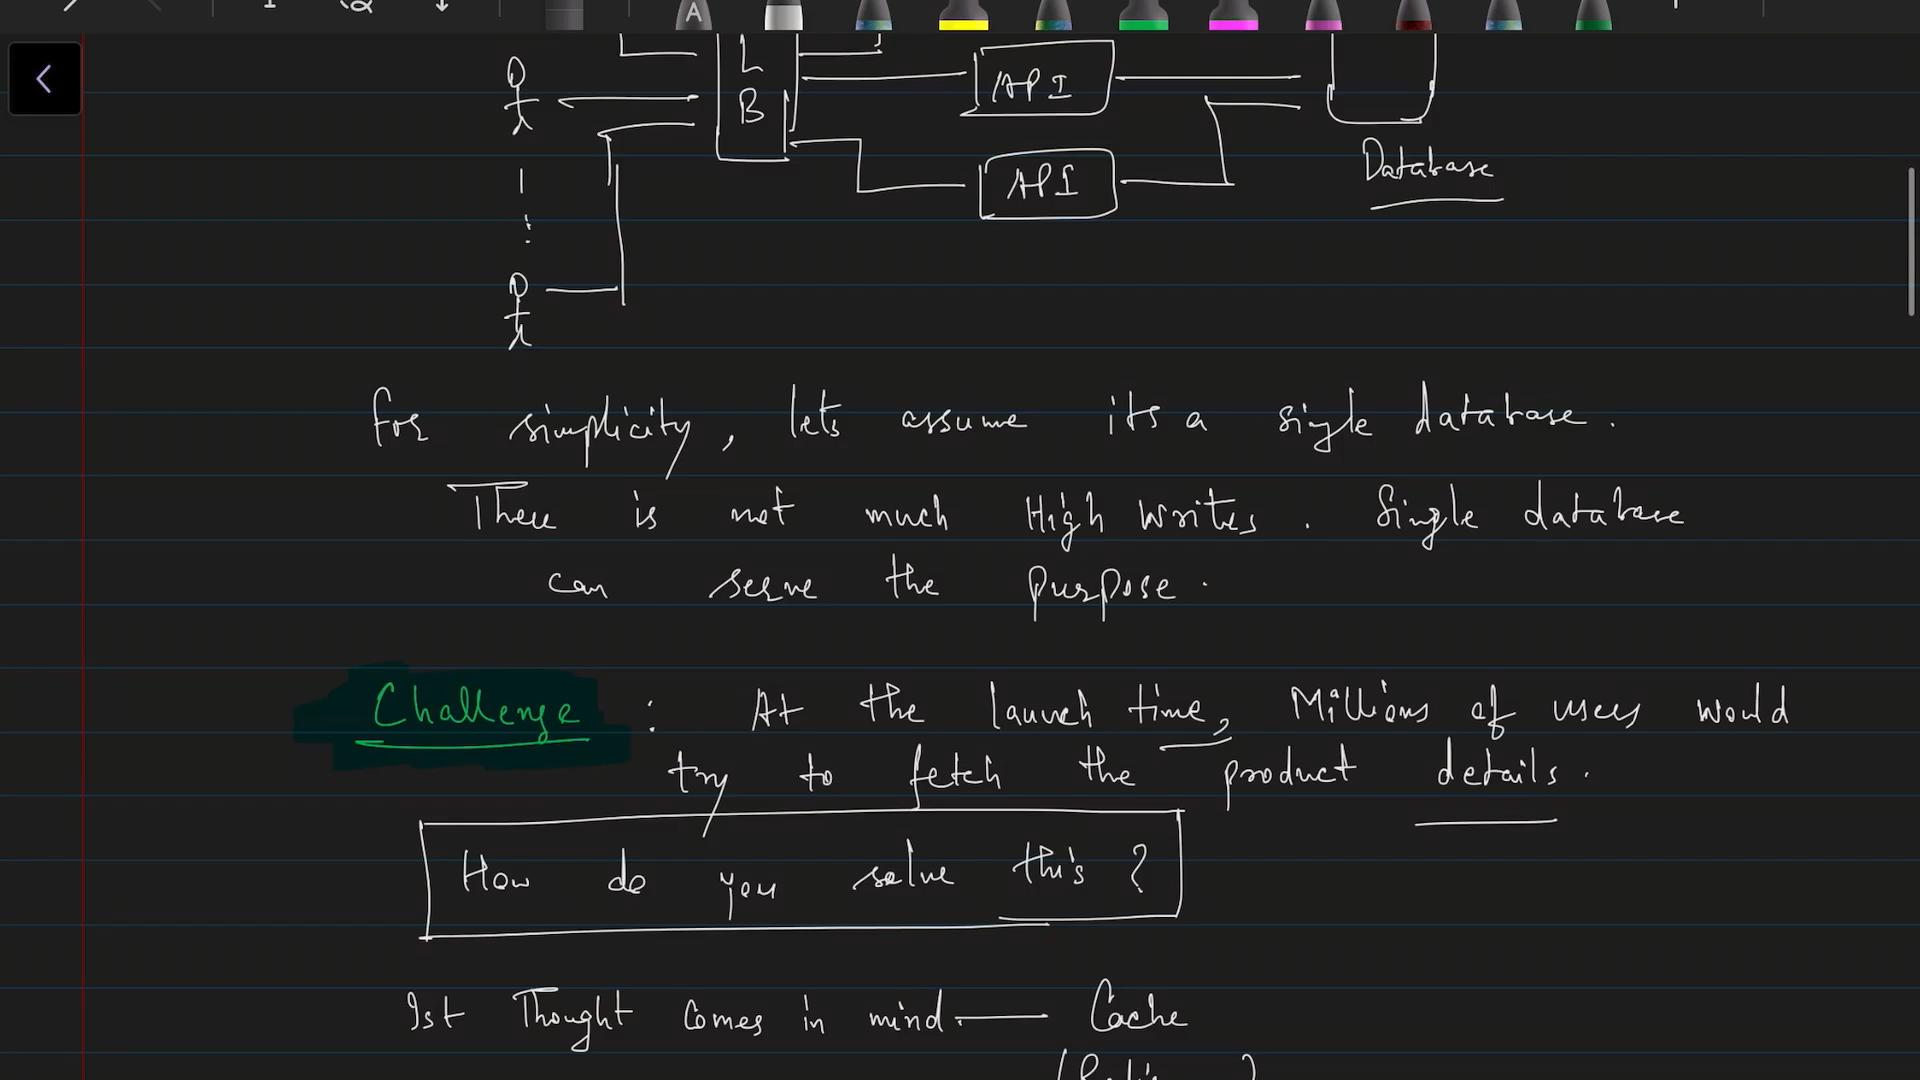 A
L
B
API
API
Database
For simplicity, lets assume its a single database.
There is not much High writes. Single database
can serve the purpose.
Challenge : At the launch time, Millions of users would
try to fetch the product details.
How do you solve this?
1st Thought comes in mind. — Cache